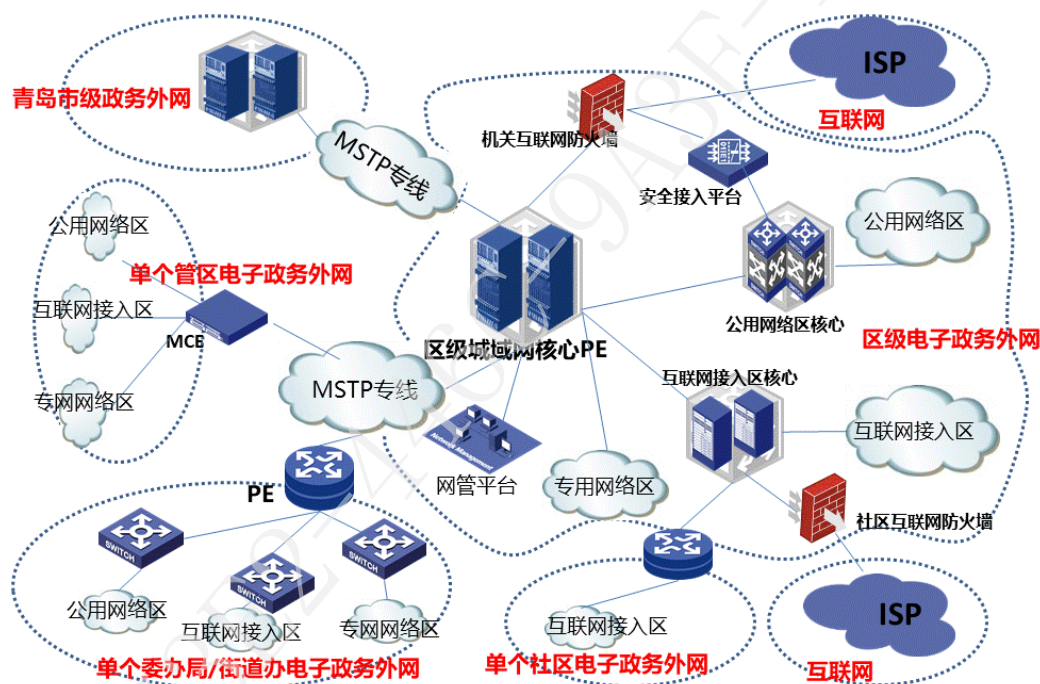 ISP
青岛市级政务外网
互联网
机关互联网防火墙
MSTP专线
安全接入平台
公用网络区
公用网络区
单个管区电子政务外网
互联网接入区
MCE
公用网络区核心
区级电子政务外网
区级城域网核心PE
互联网接入区核心
MSTP专线
专网网络区
互联网接入区
Network Management
网管平台
专用网络区
PE
社区互联网防火墙
SWITCH
SWITCH
SWITCH
公用网络区
互联网接入区
专网网络区
互联网接入区
ISP
单个委办局/街道办电子政务外网
单个社区电子政务外网
互联网